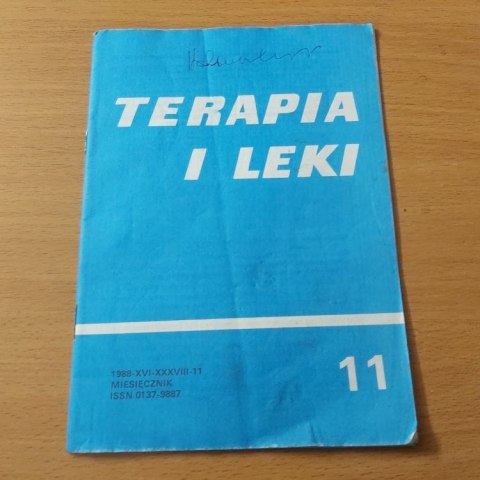 TERAPIA
I LEKI
1988-XVI-XXXVIII-11
MIESIĘCZNIK
ISSN 0137-9887
11